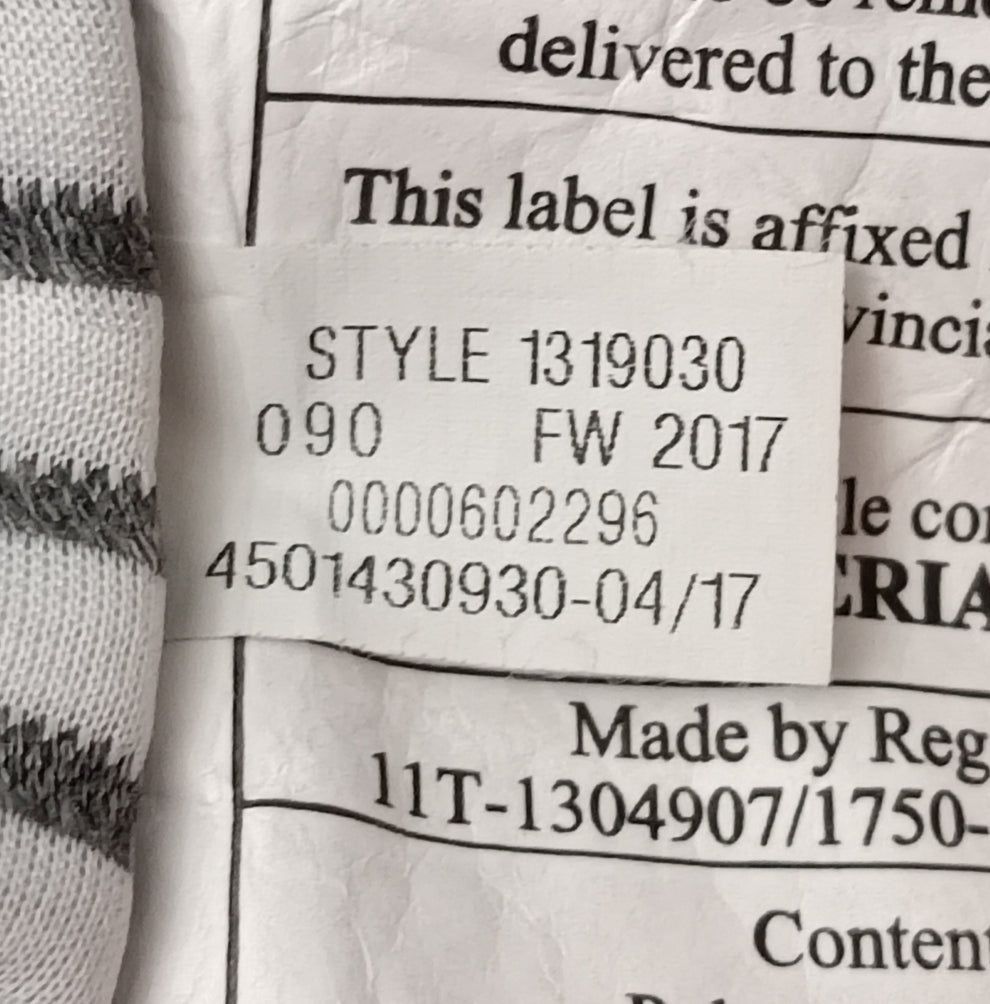 delivered to the
This label is affixed
STYLE 1319030
090 FW 2017
0000602296
4501430930-04/17
Made by Reg
11T-1304907/1750-
Content